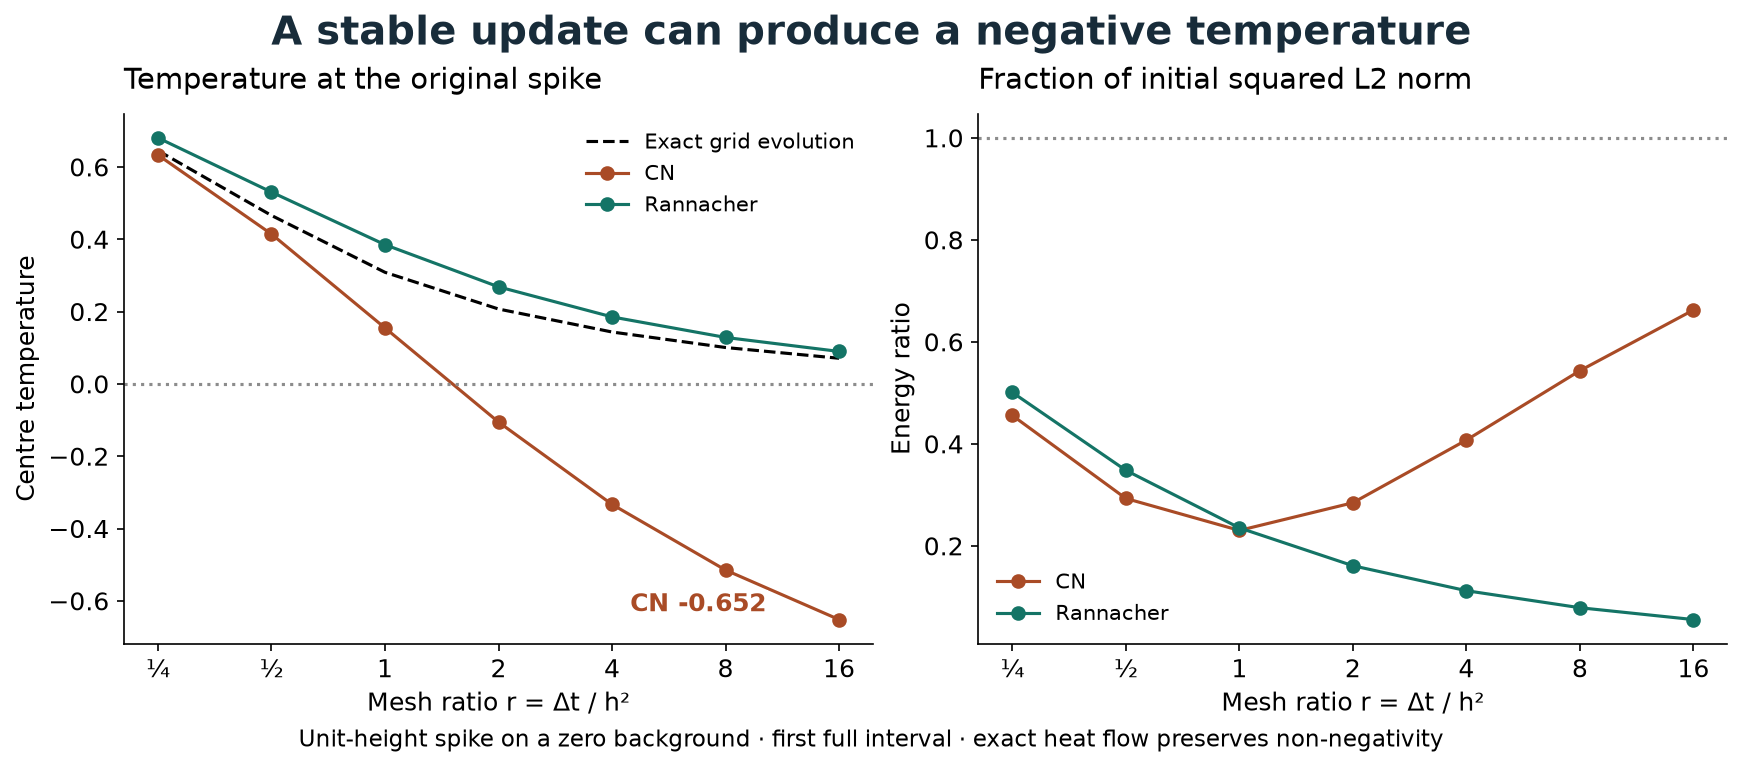 A stable update can produce a negative temperature
Temperature at the original spike
Centre temperature
0.6
0.4
0.2
0.0
−0.2
−0.4
−0.6
Exact grid evolution
CN
Rannacher
CN -0.652
¼ ½ 1 2 4 8 16
Mesh ratio r = Δt / h²
Fraction of initial squared L2 norm
Energy ratio
1.0
0.8
0.6
0.4
0.2
CN
Rannacher
¼ ½ 1 2 4 8 16
Mesh ratio r = Δt / h²
Unit-height spike on a zero background · first full interval · exact heat flow preserves non-negativity